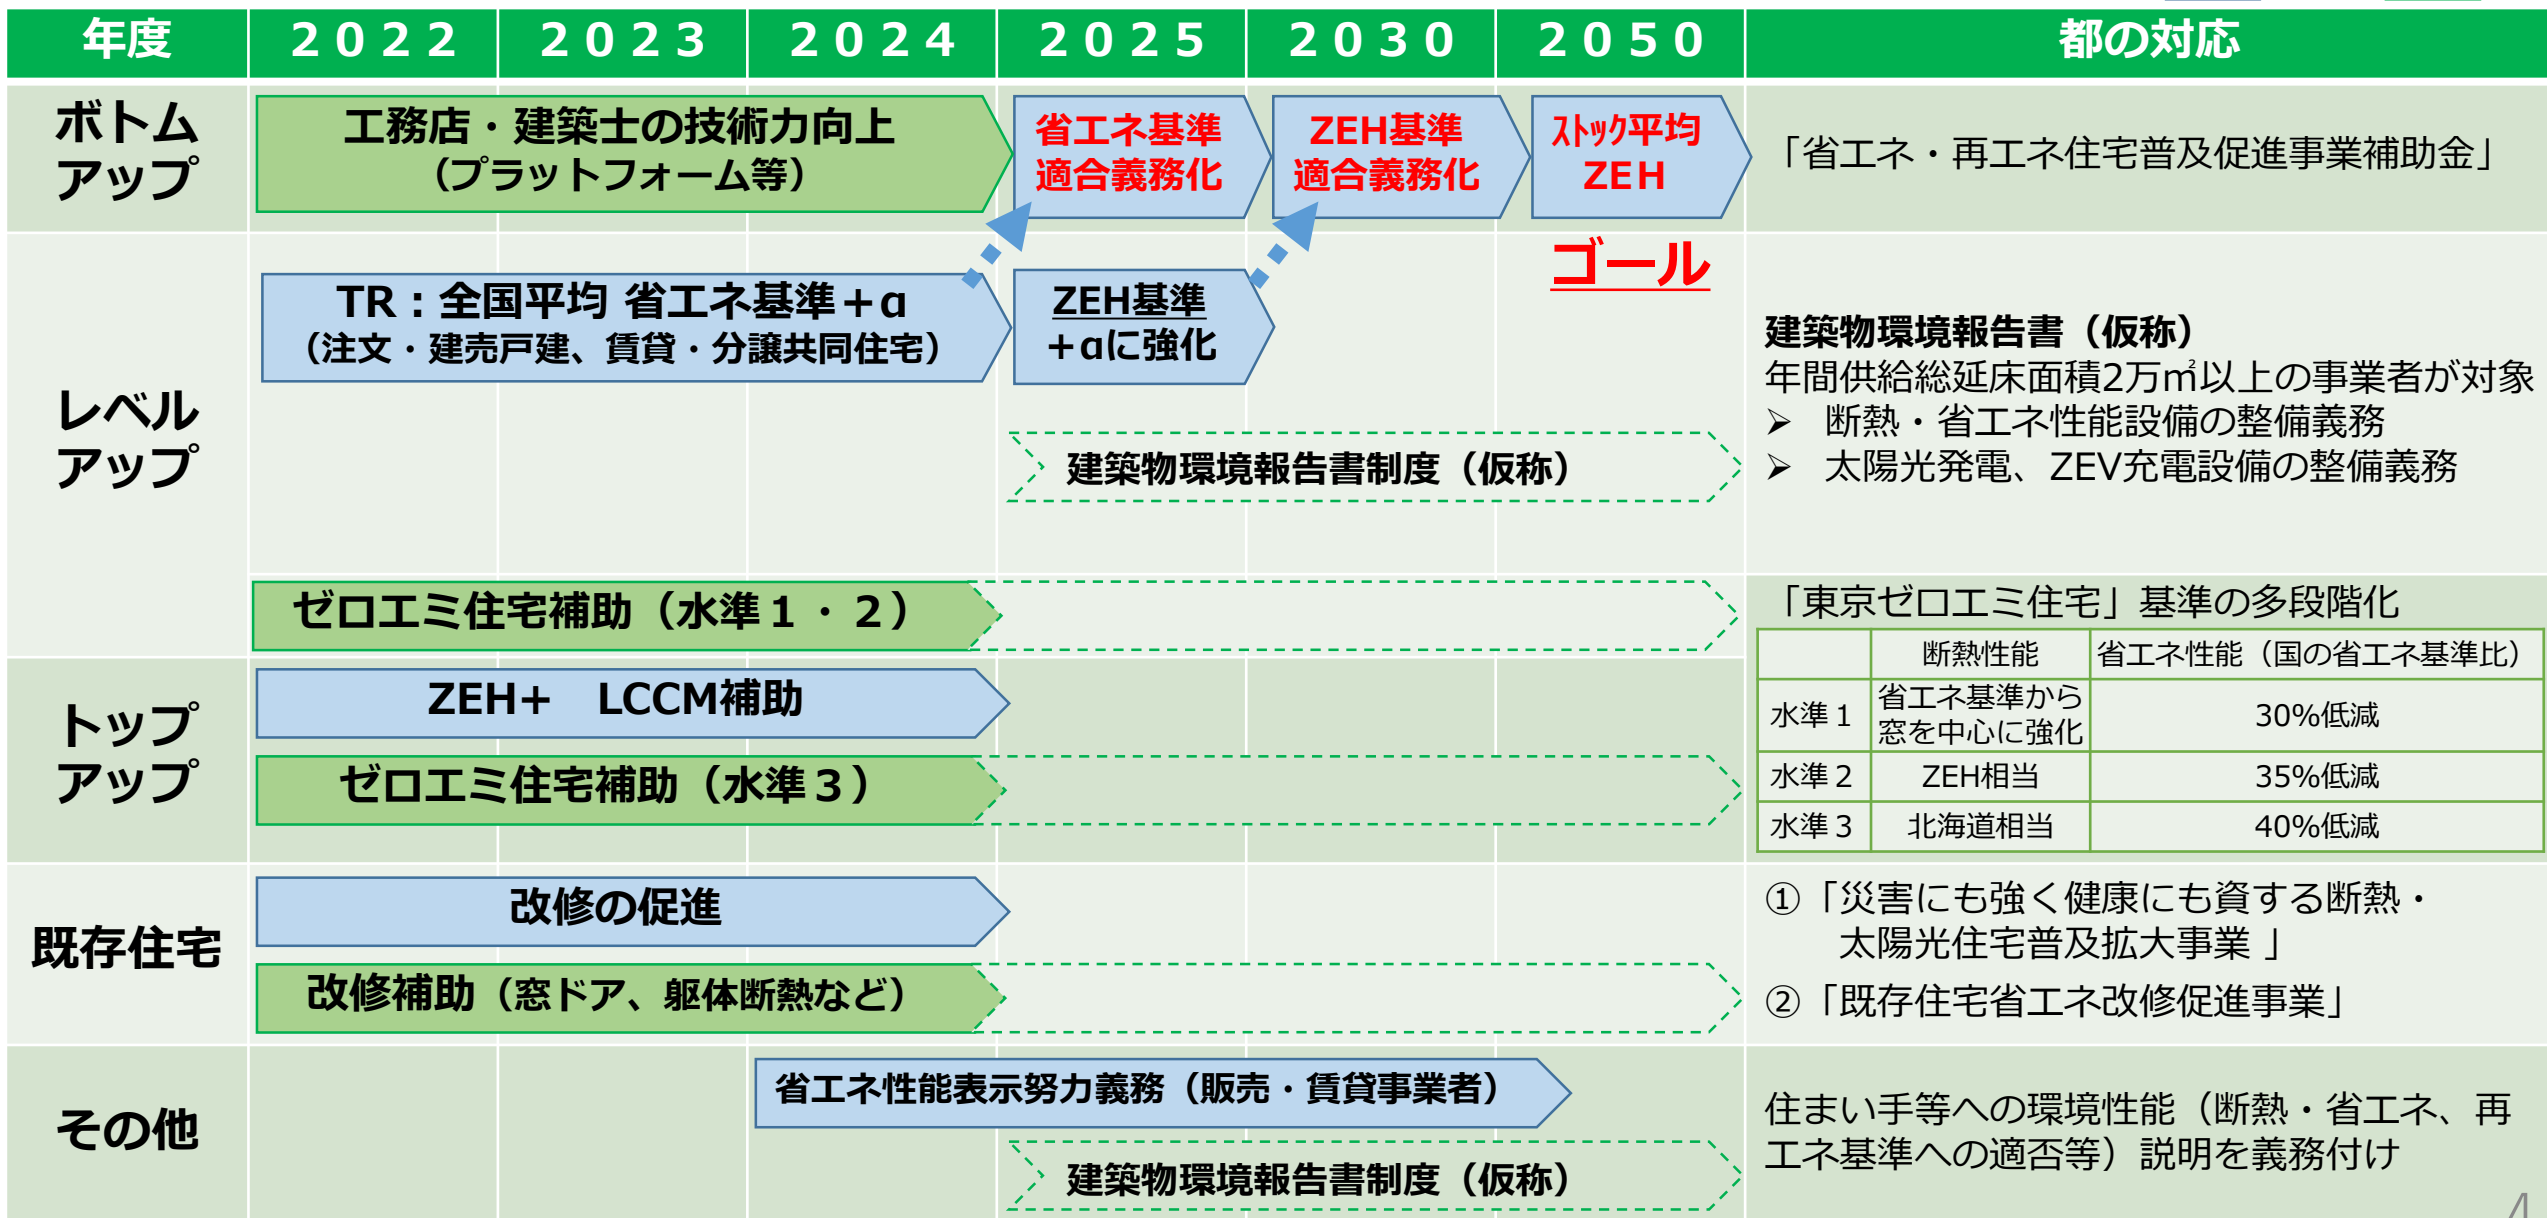 年度
２０２２
２０２３
２０２４
２０２５
２０３０
２０５０
都の対応
ボトム
アップ
工務店・建築士の技術力向上
（プラットフォーム等）
省エネ基準
適合義務化
ZEH基準
適合義務化
ｽﾄｯｸ平均
ZEH
「省エネ・再エネ住宅普及促進事業補助金」
レベル
アップ
ゴール
TR：全国平均 省エネ基準＋α
（注文・建売戸建、賃貸・分譲共同住宅）
ZEH基準
＋αに強化
建築物環境報告書制度（仮称）
建築物環境報告書（仮称）
年間供給総延床面積2万㎡以上の事業者が対象
➢ 断熱・省エネ性能設備の整備義務
➢ 太陽光発電、ZEV充電設備の整備義務
ゼロエミ住宅補助（水準１・２）
「東京ゼロエミ住宅」基準の多段階化
断熱性能
省エネ性能（国の省エネ基準比）
水準１
省エネ基準から
窓を中心に強化
30%低減
水準２
ZEH相当
35%低減
水準３
北海道相当
40%低減
トップ
アップ
ZEH+　LCCM補助
ゼロエミ住宅補助（水準３）
既存住宅
改修の促進
改修補助（窓ドア、躯体断熱など）
①「災害にも強く健康にも資する断熱・
太陽光住宅普及拡大事業 」
②「既存住宅省エネ改修促進事業」
その他
省エネ性能表示努力義務（販売・賃貸事業者）
建築物環境報告書制度（仮称）
住まい手等への環境性能（断熱・省エネ、再
エネ基準への適否等）説明を義務付け
4